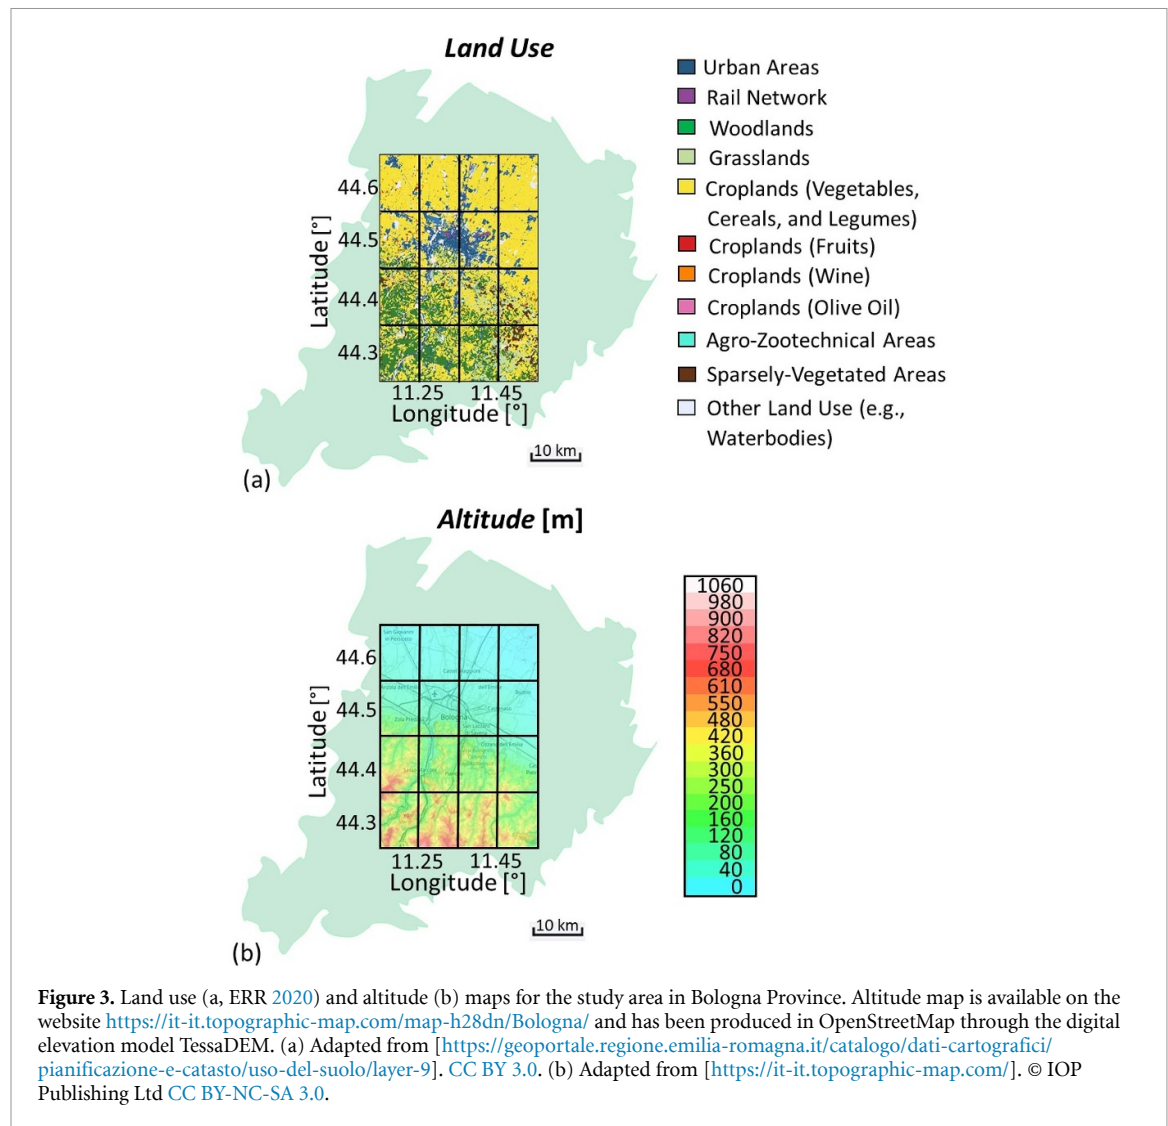 Land Use
Urban Areas
Rail Network
Woodlands
Grasslands
Croplands (Vegetables,
Cereals, and Legumes)
Croplands (Fruits)
Croplands (Wine)
Croplands (Olive Oil)
Agro-Zootechnical Areas
Sparsely-Vegetated Areas
Other Land Use (e.g.,
Waterbodies)
Latitude [°]
44.6
44.5
44.4
44.3
11.25 11.45
Longitude [°]
10 km
(a)
Altitude [m]
1060
980
900
820
750
680
610
550
480
420
360
300
250
200
160
120
80
40
0
Latitude [°]
44.6
44.5
44.4
44.3
San Giovanni
in Persiceto
Bologna
11.25 11.45
Longitude [°]
10 km
(b)
Figure 3. Land use (a, ERR 2020) and altitude (b) maps for the study area in Bologna Province. Altitude map is available on the
website https://it-it.topographic-map.com/map-h28dn/Bologna/ and has been produced in OpenStreetMap through the digital
elevation model TessaDEM. (a) Adapted from [https://geoportale.regione.emilia-romagna.it/catalogo/dati-cartografici/
pianificazione-e-catasto/uso-del-suolo/layer-9]. CC BY 3.0. (b) Adapted from [https://it-it.topographic-map.com/]. © IOP
Publishing Ltd CC BY-NC-SA 3.0.